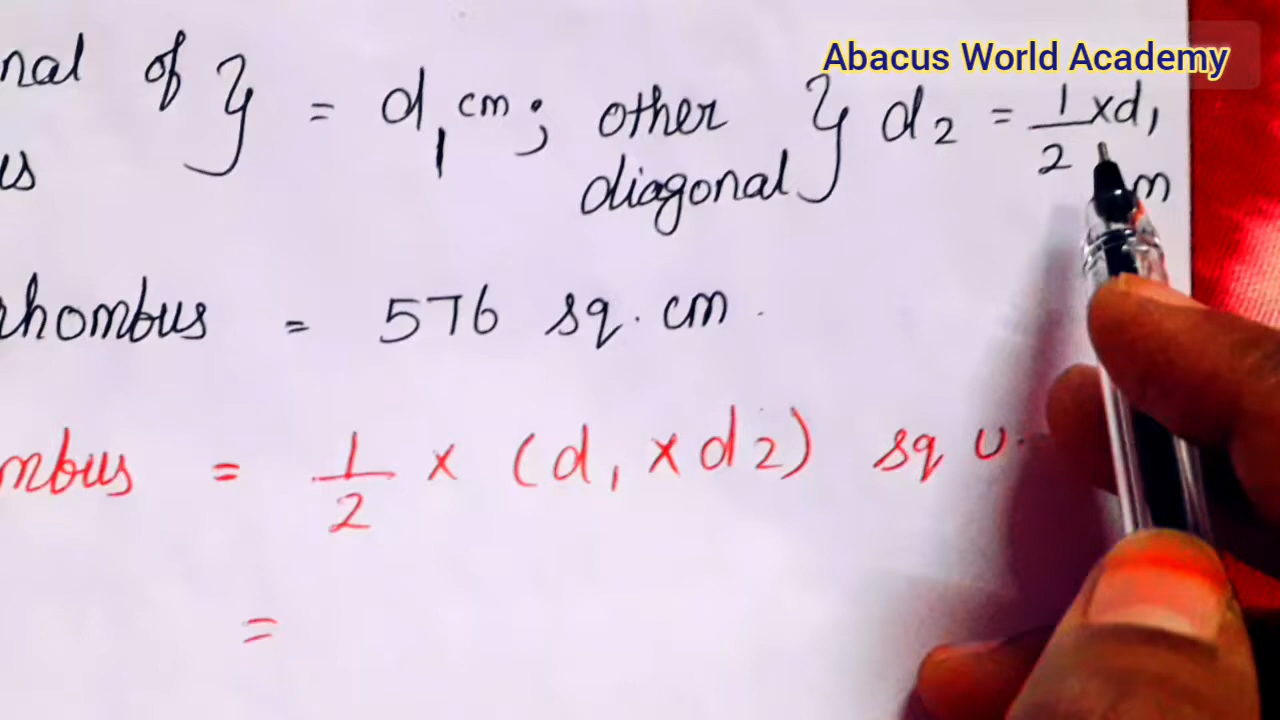 Abacus World Academy
nal of } = d1 cm; other } d2 = 1/2 x d1
us diagonal m
rhombus = 576 sq. cm.
mbus = 1/2 x (d1 x d2) sq u.
=